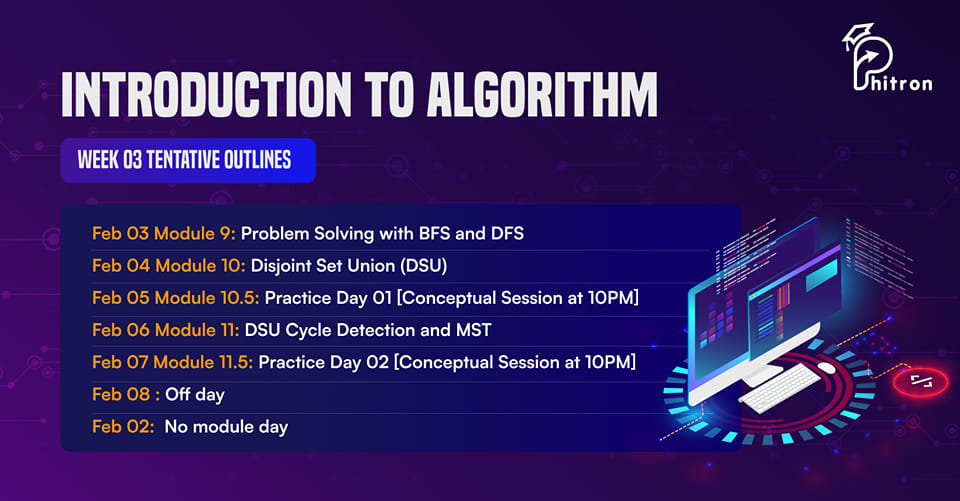 Phitron
INTRODUCTION TO ALGORITHM
WEEK 03 TENTATIVE OUTLINES
Feb 03 Module 9: Problem Solving with BFS and DFS
Feb 04 Module 10: Disjoint Set Union (DSU)
Feb 05 Module 10.5: Practice Day 01 [Conceptual Session at 10PM]
Feb 06 Module 11: DSU Cycle Detection and MST
Feb 07 Module 11.5: Practice Day 02 [Conceptual Session at 10PM]
Feb 08 : Off day
Feb 02: No module day